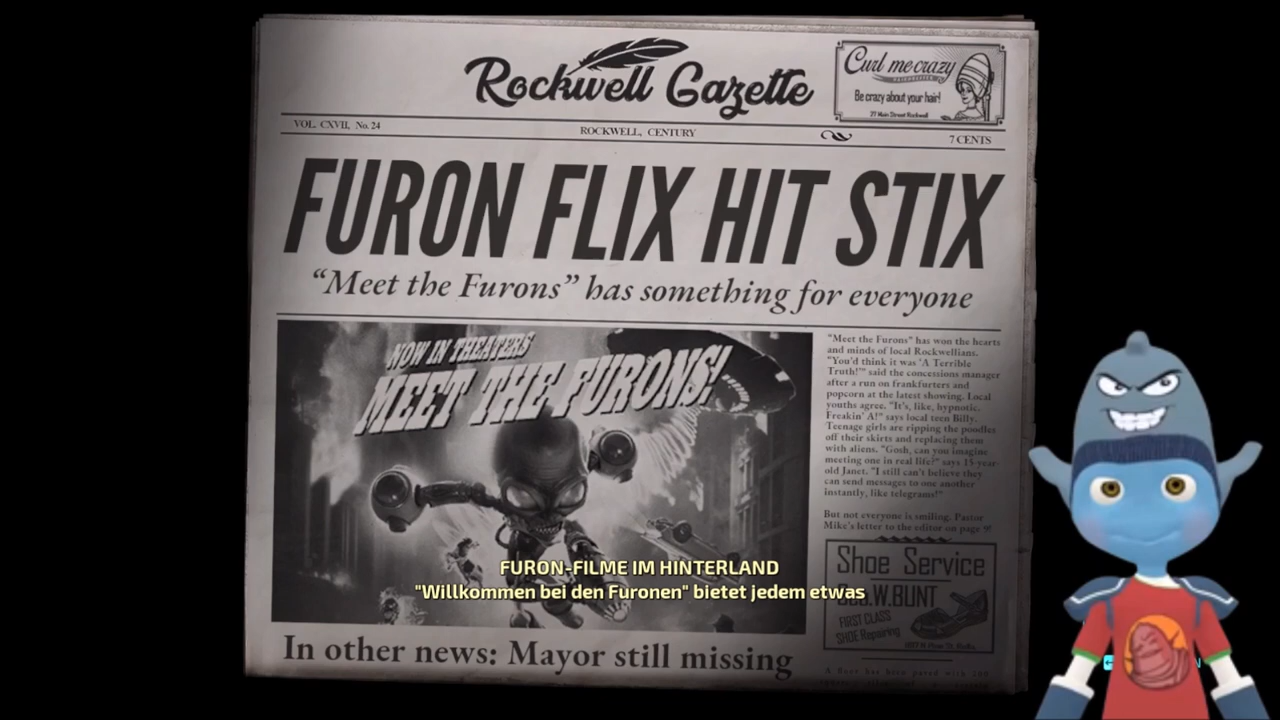 Rockwell Gazette
Curl me crazy
Be crazy about your hair!
27 Main Street Rockwell
VOL. CXVII, No. 24
ROCKWELL, CENTURY
7 CENTS
FURON FLIX HIT STIX
“Meet the Furons” has something for everyone
NOW IN THEATERS
MEET THE FURONS!
"Meet the Furons" has won the hearts
and minds of local Rockwellians.
"You'd think it was 'A Terrible
Truth!'" said the concessions manager
after a run on frankfurters and
popcorn at the latest showing. Local
youths agree. "It's, like, hypnotic.
Freakin' A!" says local teen Billy.
Teenage girls are ripping the poodles
off their skirts and replacing them
with aliens. "Gosh, can you imagine
meeting one in real life?" says 15-year-
old Janet. "I still can't believe they
can send messages to one another
instantly, like telegrams!"
But not everyone is smiling. Pastor
Mike's letter to the editor on page 9!
Shoe Service
W.BUNT
FIRST CLASS
SHOE Repairing
FURON-FILME IM HINTERLAND
"Willkommen bei den Furonen" bietet jedem etwas
In other news: Mayor still missing